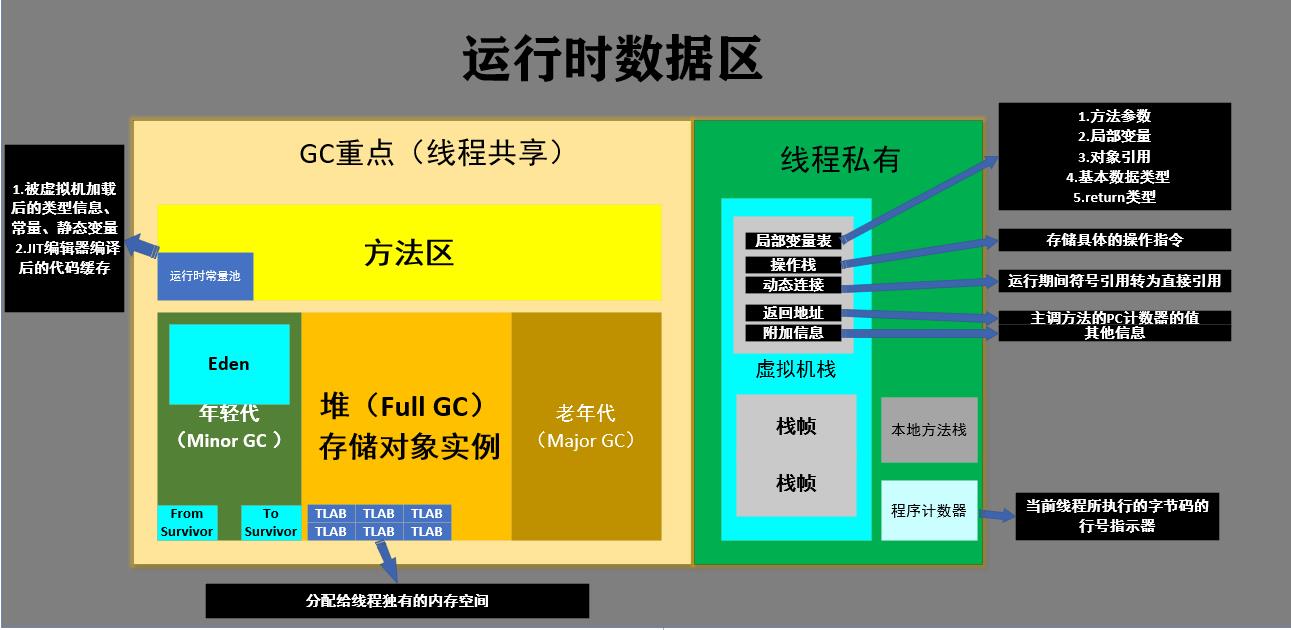 运行时数据区
GC重点（线程共享）
1.被虚拟机加载
后的类型信息、
常量、静态变量
2.JIT编辑器编译
后的代码缓存
方法区
运行时常量池
Eden
年轻代
（Minor GC ）
From
Survivor
To
Survivor
堆（Full GC）
存储对象实例
TLAB TLAB TLAB
TLAB TLAB TLAB
老年代
（Major GC）
分配给线程独有的内存空间
线程私有
局部变量表
操作栈
动态连接
返回地址
附加信息
虚拟机栈
栈帧
栈帧
本地方法栈
程序计数器
1.方法参数
2.局部变量
3.对象引用
4.基本数据类型
5.return类型
存储具体的操作指令
运行期间符号引用转为直接引用
主调方法的PC计数器的值
其他信息
当前线程所执行的字节码的
行号指示器